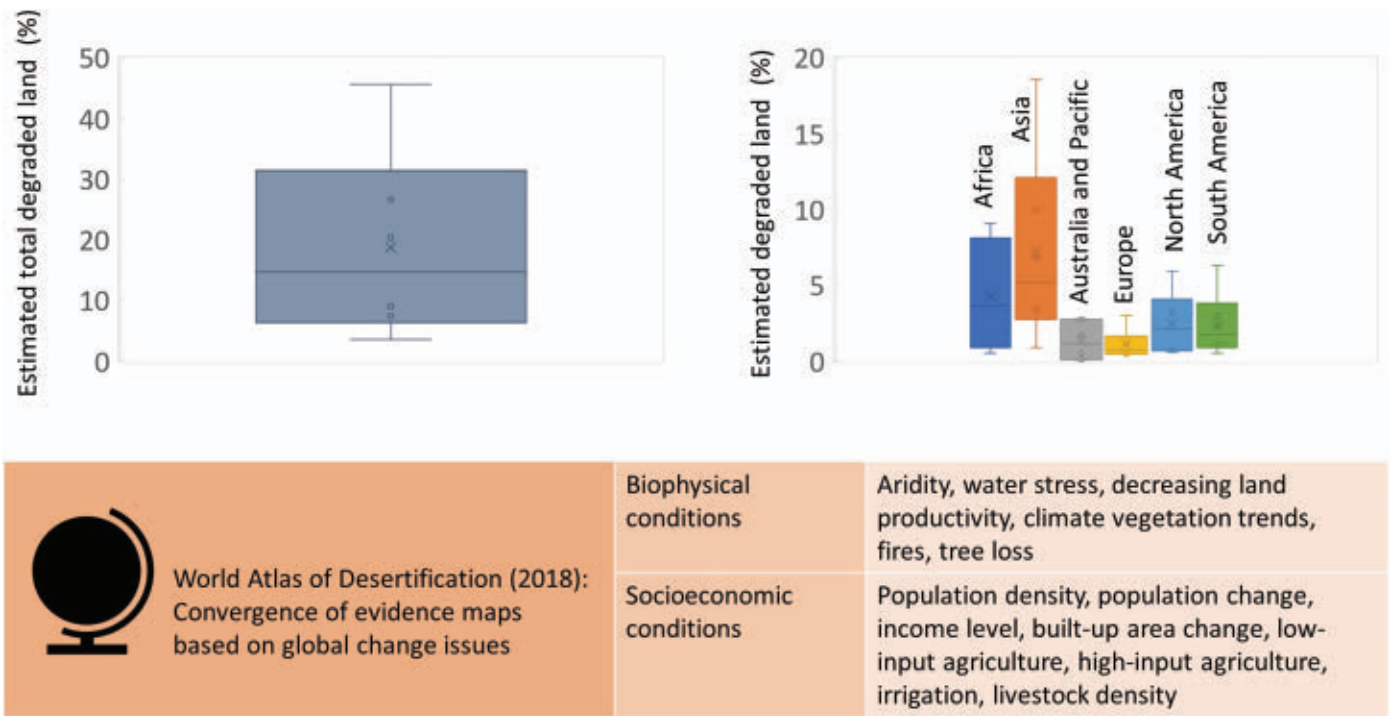 Estimated total degraded land (%)
50
40
30
20
10
0
Estimated degraded land (%)
20
15
10
5
0
Africa
Asia
Australia and Pacific
Europe
North America
South America
World Atlas of Desertification (2018):
Convergence of evidence maps
based on global change issues
Biophysical
conditions
Aridity, water stress, decreasing land
productivity, climate vegetation trends,
fires, tree loss
Socioeconomic
conditions
Population density, population change,
income level, built-up area change, low-
input agriculture, high-input agriculture,
irrigation, livestock density